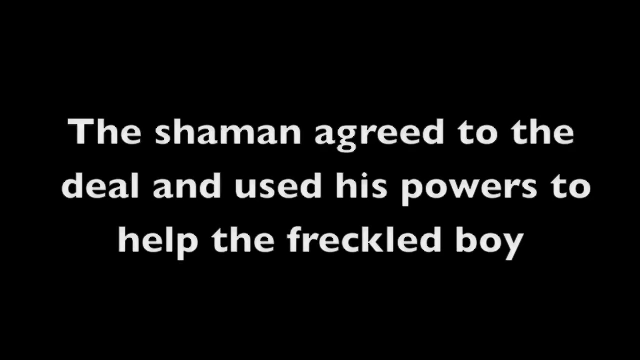 The shaman agreed to the
deal and used his powers to
help the freckled boy